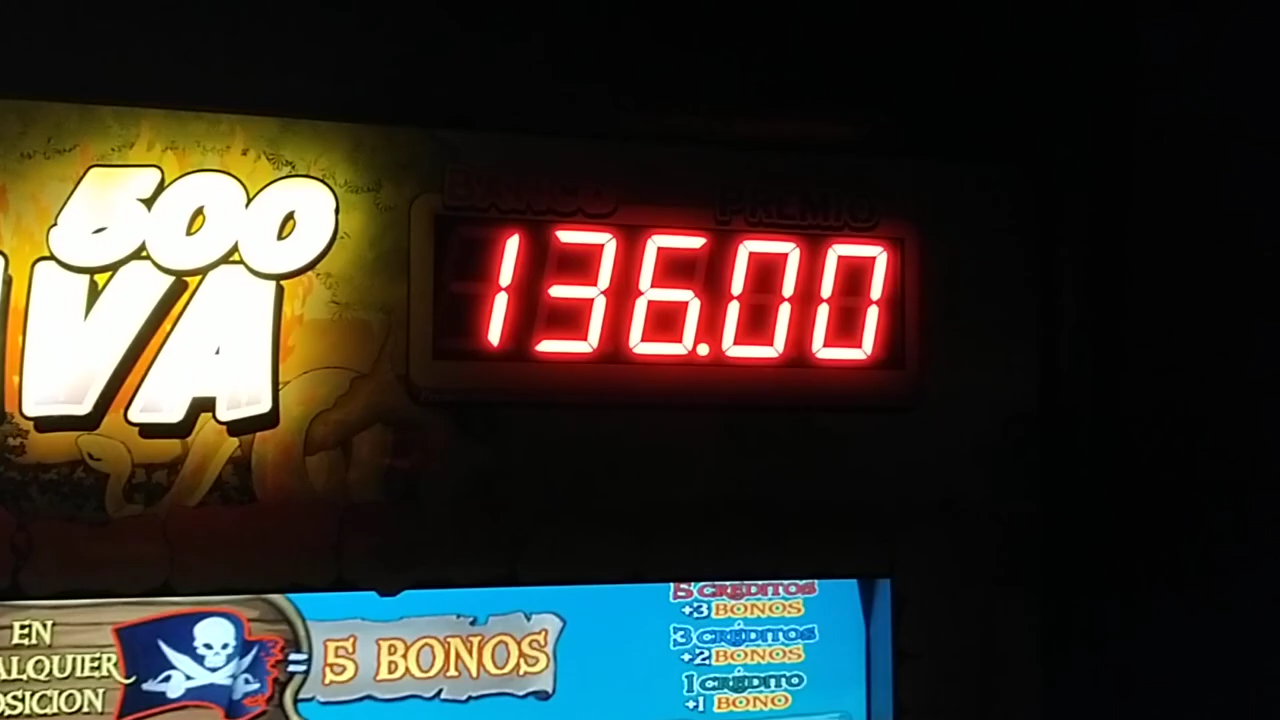 500
VA
BANCO PREMIO
136.00
EN
ALQUIER
OSICION
= 5 BONOS
5 CRÉDITOS
+3 BONOS
3 CRÉDITOS
+2 BONOS
1 CRÉDITO
+1 BONO